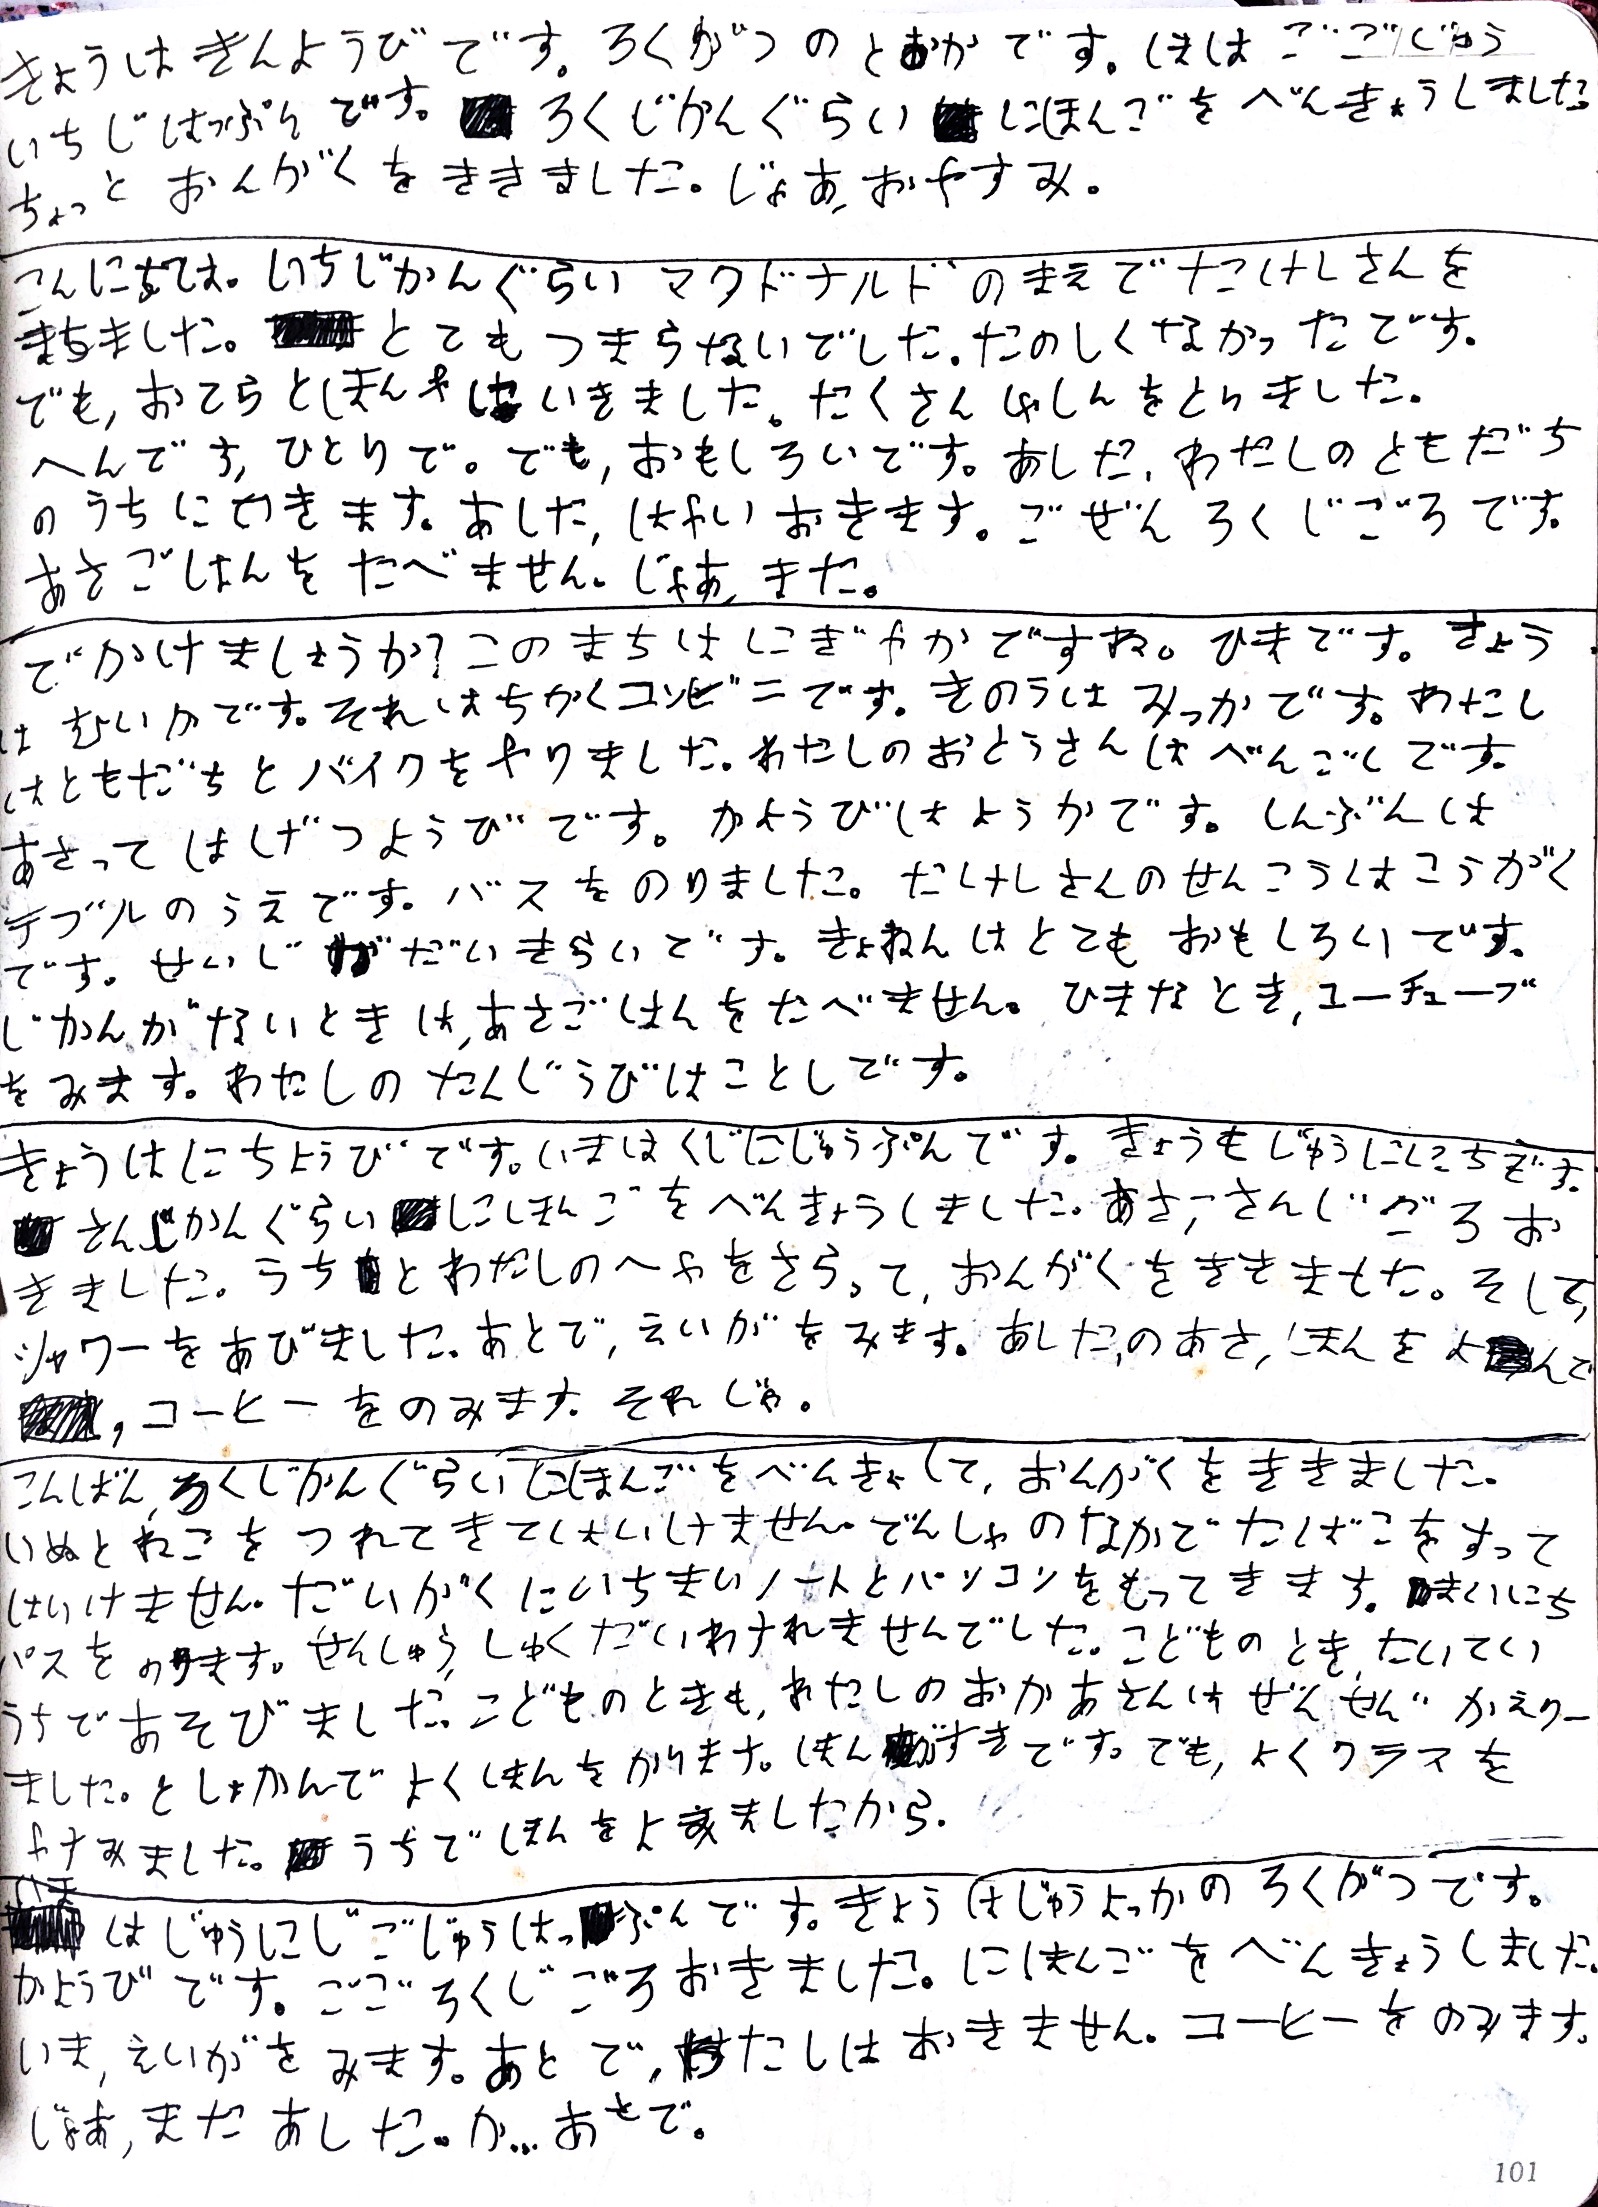 きょうはきんようびです。ろくがつのとおかです。いまはごごじゅう
いちじはっぷんです。ろくじかんぐらいにほんごをべんきょうしました。
ちょっとおんがくをききました。じゃあ,おやすみ。
こんにちは。いちじかんぐらいマクドナルドのまえでたけしさんを
まちました。とてもつまらないでした。たのしくなかったです。
でも,おてらとほんやにいきました。たくさんしゃしんをとりました。
へんです,ひとりで。でも,おもしろいです。あした,わたしのともだち
のうちにいきます。あした,はやいおきます。ごぜんろくじごろです。
あさごはんをたべません。じゃあ,また。
でかけましょうか?このまちはにぎやかですね。ひまです。きょう
はむいかです。それはちかくコンビニです。きのうはみっかです。わたし
はともだちとバイクをやりました。わたしのおとうさんはべんごしです。
あさってはげつようびです。かようびはようかです。しんぶんは
テブルのうえです。バスをのりました。たけしさんのせんこうはこうがく
です。せいじがだいきらいです。きょねんはとてもおもしろいです。
じかんがないときは,あさごはんをたべません。ひまなとき,ユーチューブ
をみます。わたしのたんじうびはことしです。
きょうはにちようびです。いまはくじにじゅうぷんです。きょうもじゅうににちです。
さんじかんぐらいにほんごをべんきょうしました。あさ,さんじごろお
きました。うちとわたしのへやをさらって,おんがくをききました。そして,
シャワーをあびました。あとで,えいがをみます。あした,のあさ,ほんをよんで
,コーヒーをのみます。それじゃ。
こんばん,ろくじかんぐらいにほんごをべんきょして,おんがくをききました。
いぬとねこをつれてきてはいけません。でんしゃのなかでたばこをすって
はいけません。だいがくにいちまいノートとパソコンをもってきます。まいにち
バスをのります。せんしゅう,しゅくだいわすれませんでした。こどものとき,たいてい
うちであそびました。こどものときも,わたしのおかあさんはぜんぜんかえりー
ました。としょかんでよくほんをかります。ほんがすきです。でも,よくクラスを
やすみました。うちでほんをよみましたから。
いま
はじゅうにじごじゅうはっぷんです。きょうはじゅうよっかのろくがつです。
かようびです。ごごろくじごろおきました。にほんごをべんきょうしました。
いま,えいがをみます。あとで,わたしはおきません。コーヒーをのみます。
じゃあ,またあした。か...あとで。
101